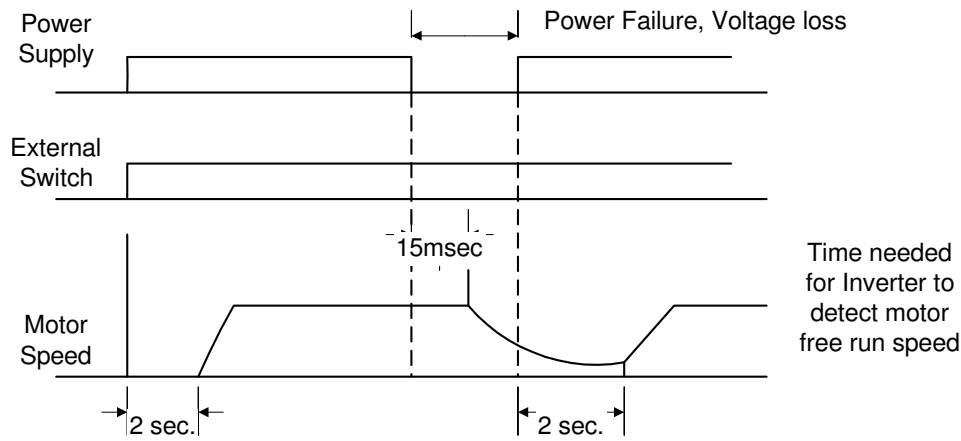 Power
Supply
Power Failure, Voltage loss
External
Switch
15msec
Time needed
for Inverter to
detect motor
free run speed
Motor
Speed
2 sec.
2 sec.